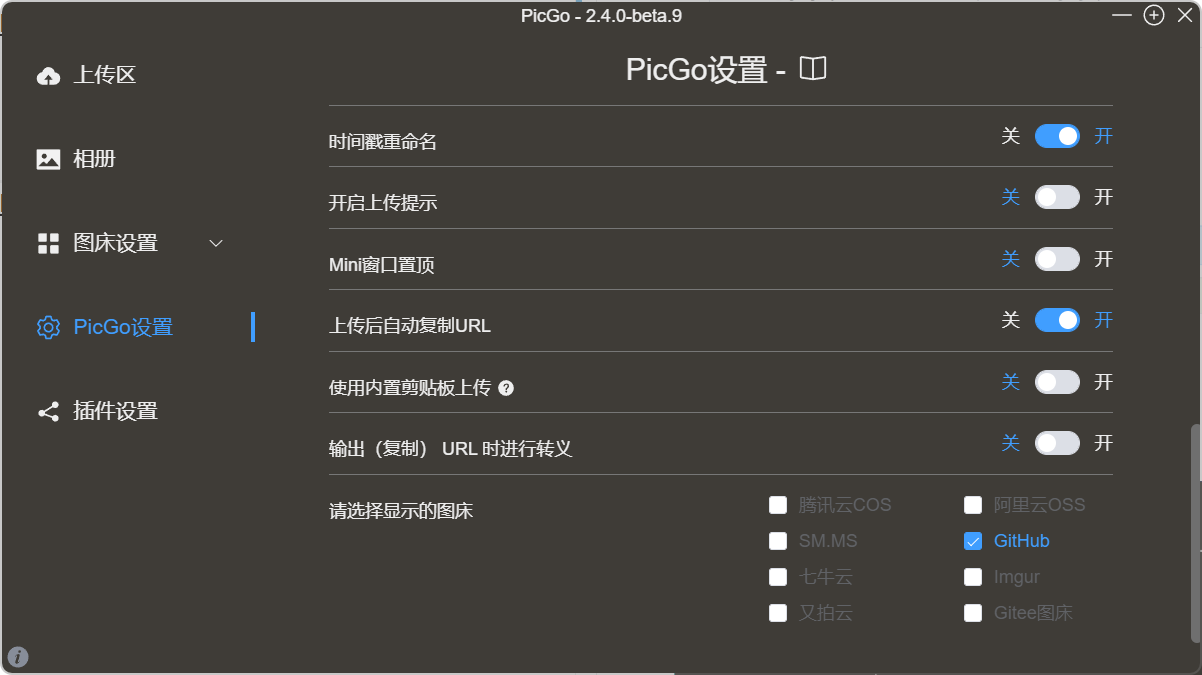 PicGo - 2.4.0-beta.9
上传区
相册
图床设置
PicGo设置
插件设置
PicGo设置 -
时间戳重命名 关 开
开启上传提示 关 开
Mini窗口置顶 关 开
上传后自动复制URL 关 开
使用内置剪贴板上传 ? 关 开
输出（复制） URL 时进行转义 关 开
请选择显示的图床
腾讯云COS 阿里云OSS
SM.MS GitHub
七牛云 Imgur
又拍云 Gitee图床
i